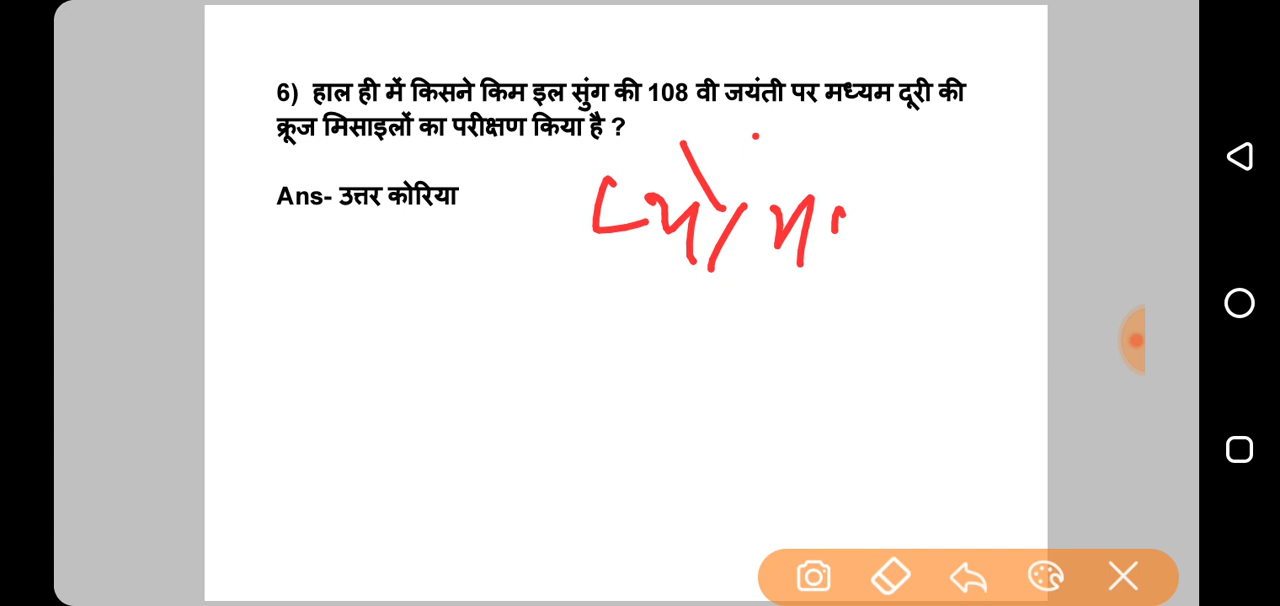 6) हाल ही में किसने किम इल सुंग की 108 वी जयंती पर मध्यम दूरी की
क्रूज मिसाइलों का परीक्षण किया है ?
Ans- उत्तर कोरिया